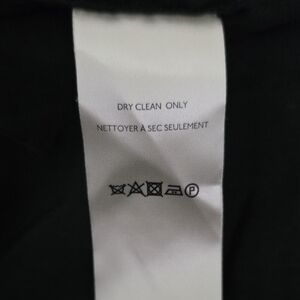 DRY CLEAN ONLY
NETTOYER À SEC SEULEMENT
P